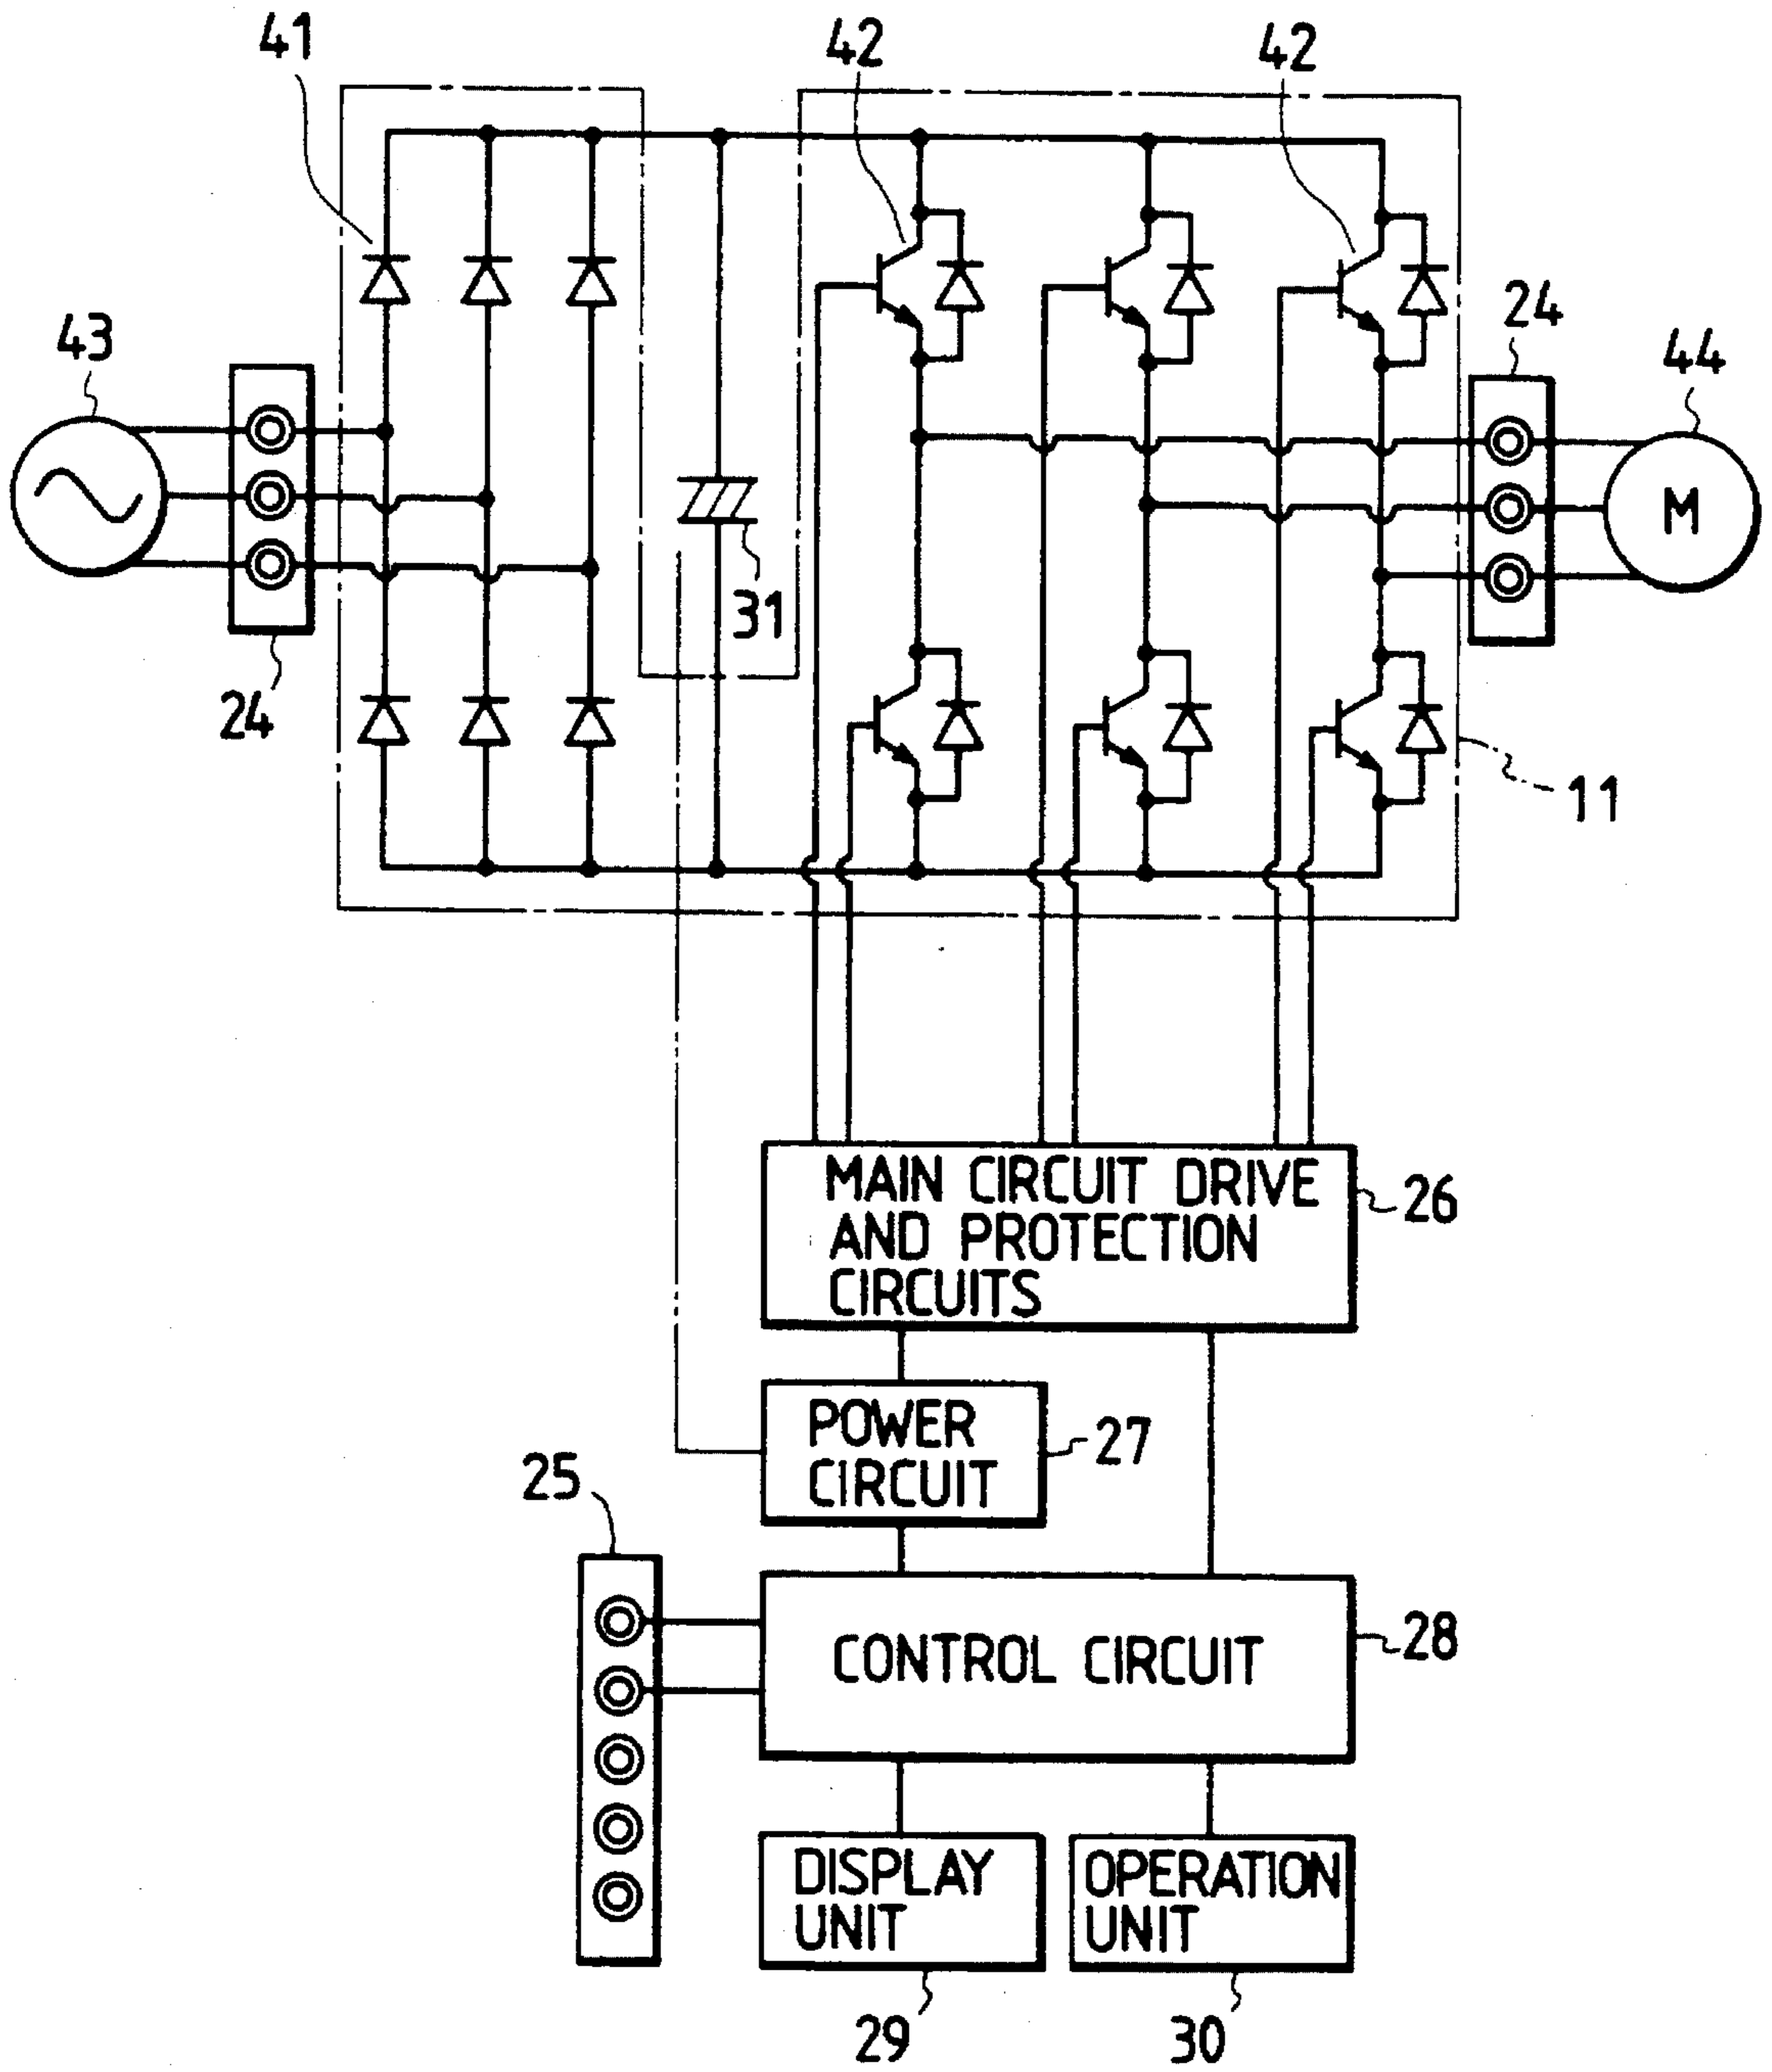 41
42
42
43
24
44
M
31
24
11
MAIN CIRCUIT DRIVE
AND PROTECTION
CIRCUITS
26
POWER
CIRCUIT
27
25
CONTROL CIRCUIT
28
DISPLAY
UNIT
OPERATION
UNIT
29
30